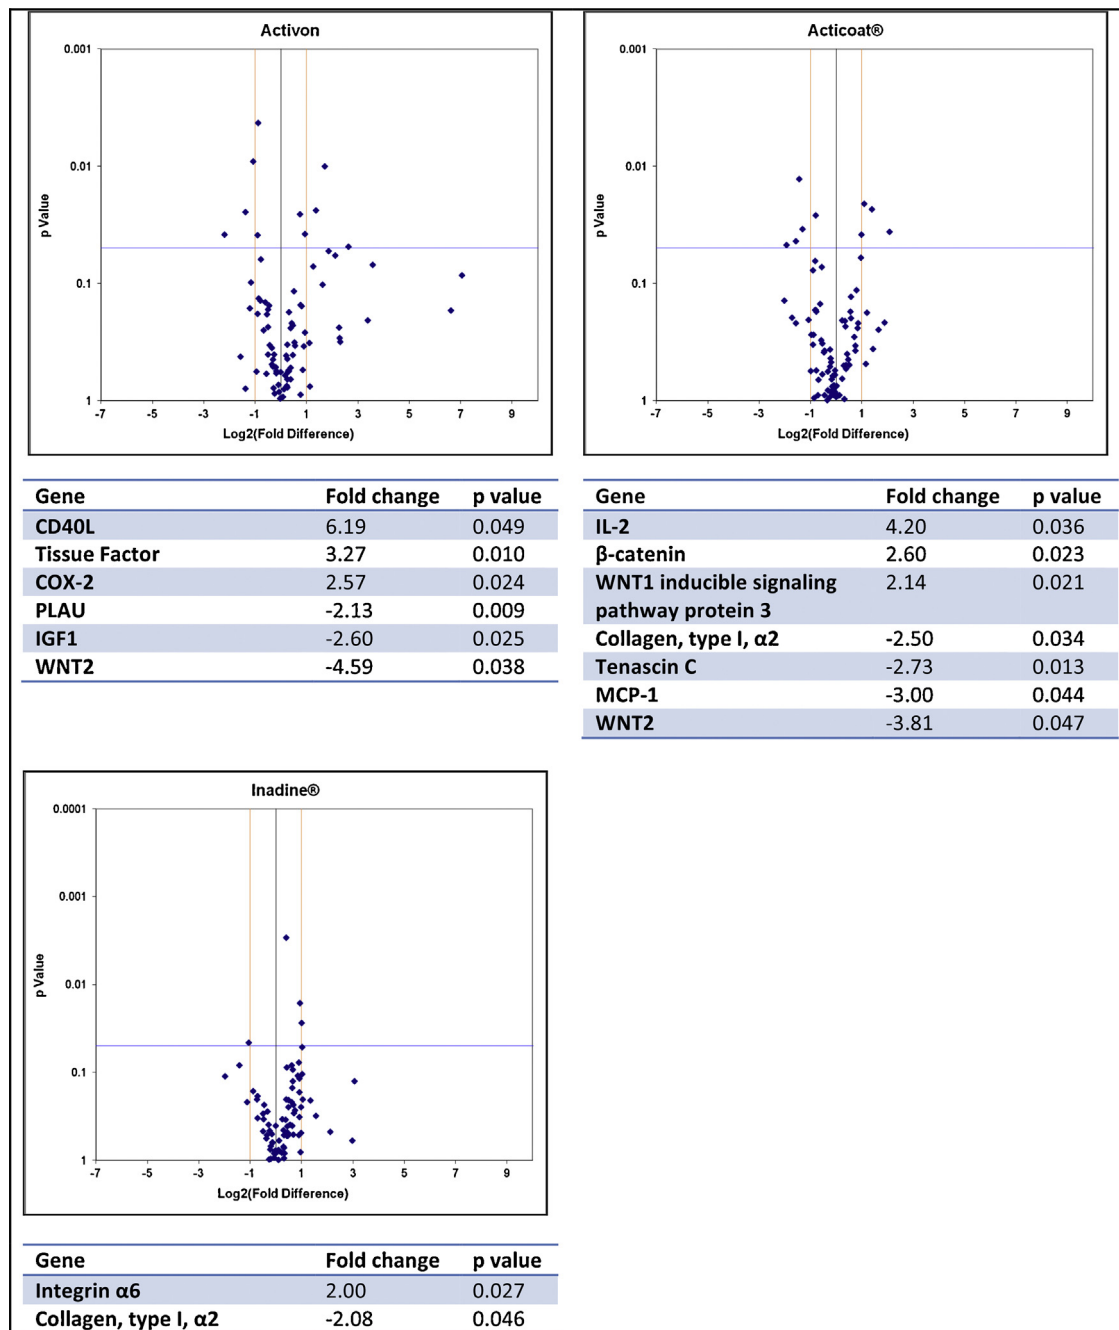 Activon
0.001
0.01
0.1
1
p Value
-7 -5 -3 -1 1 3 5 7 9
Log2(Fold Difference)
Acticoat®
0.001
0.01
0.1
1
p Value
-7 -5 -3 -1 1 3 5 7 9
Log2(Fold Difference)
Gene Fold change p value
CD40L 6.19 0.049
Tissue Factor 3.27 0.010
COX-2 2.57 0.024
PLAU -2.13 0.009
IGF1 -2.60 0.025
WNT2 -4.59 0.038
Gene Fold change p value
IL-2 4.20 0.036
β-catenin 2.60 0.023
WNT1 inducible signaling 2.14 0.021
pathway protein 3
Collagen, type I, α2 -2.50 0.034
Tenascin C -2.73 0.013
MCP-1 -3.00 0.044
WNT2 -3.81 0.047
Inadine®
0.0001
0.001
0.01
0.1
1
p Value
-7 -5 -3 -1 1 3 5 7 9
Log2(Fold Difference)
Gene Fold change p value
Integrin α6 2.00 0.027
Collagen, type I, α2 -2.08 0.046